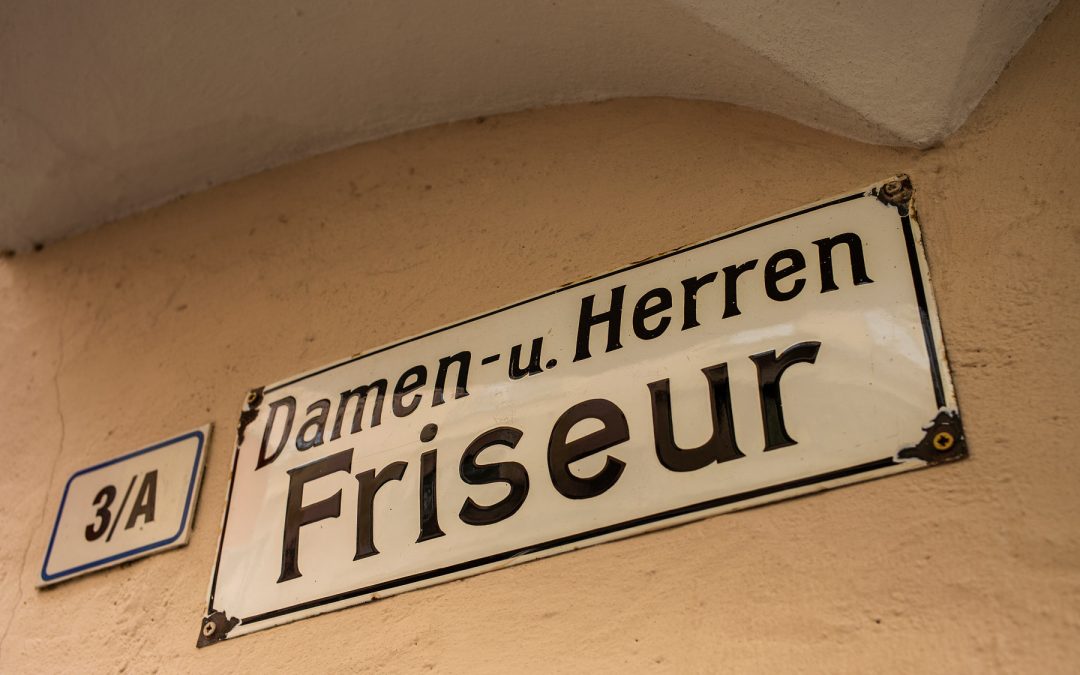 Damen-u. Herren
Friseur
3/A